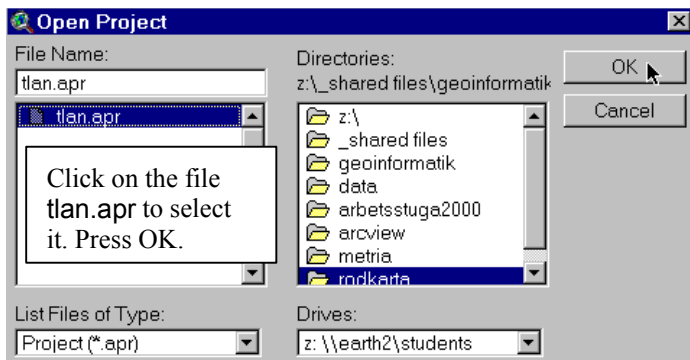 Open Project
File Name:
tlan.apr
tlan.apr
Click on the file
tlan.apr to select
it. Press OK.
List Files of Type:
Project (*.apr)
Directories:
z:\_shared files\geoinformatik
z:\
_shared files
geoinformatik
data
arbetsstuga2000
arcview
metria
rodkarta
Drives:
z: \\earth2\students
OK
Cancel